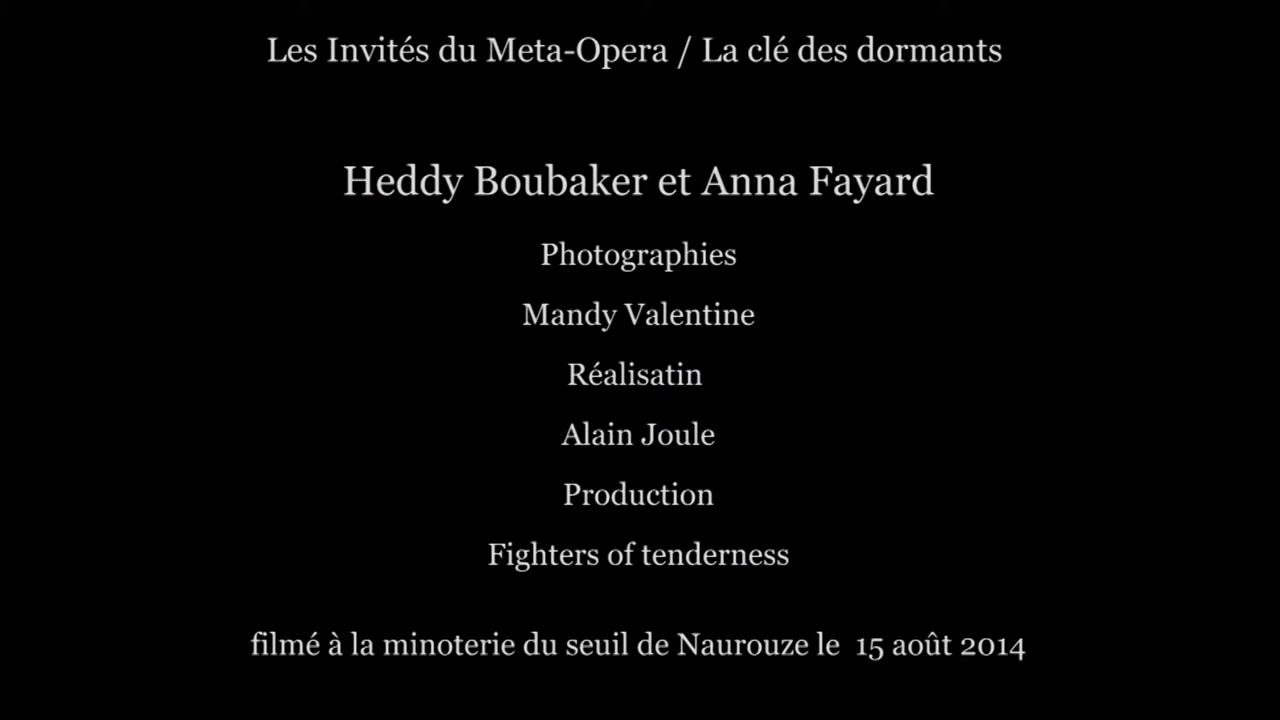 Les Invités du Meta-Opera / La clé des dormants
Heddy Boubaker et Anna Fayard
Photographies
Mandy Valentine
Réalisatin
Alain Joule
Production
Fighters of tenderness
filmé à la minoterie du seuil de Naurouze le  15 août 2014